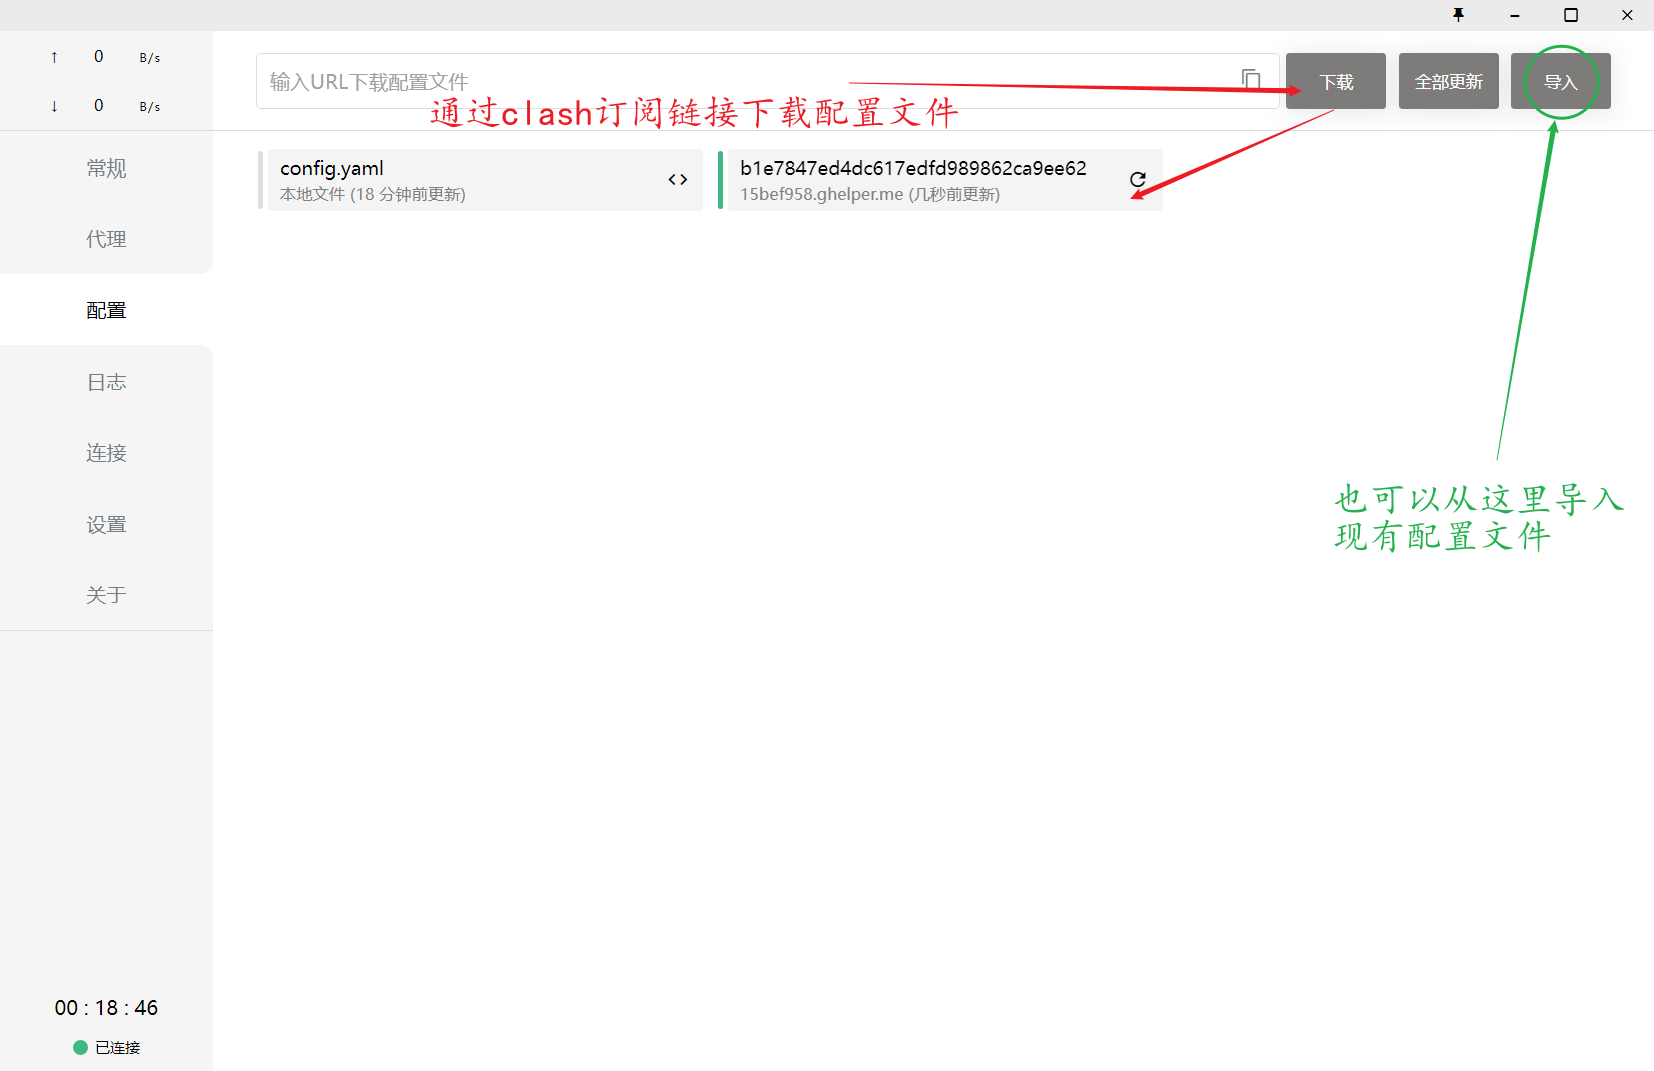 ↑ 0 B/s
↓ 0 B/s
常规
代理
配置
日志
连接
设置
关于
00 : 18 : 46
已连接
输入URL下载配置文件
下载
全部更新
导入
通过clash订阅链接下载配置文件
config.yaml
本地文件 (18 分钟前更新)
b1e7847ed4dc617edfd989862ca9ee62
15bef958.ghelper.me (几秒前更新)
也可以从这里导入
现有配置文件